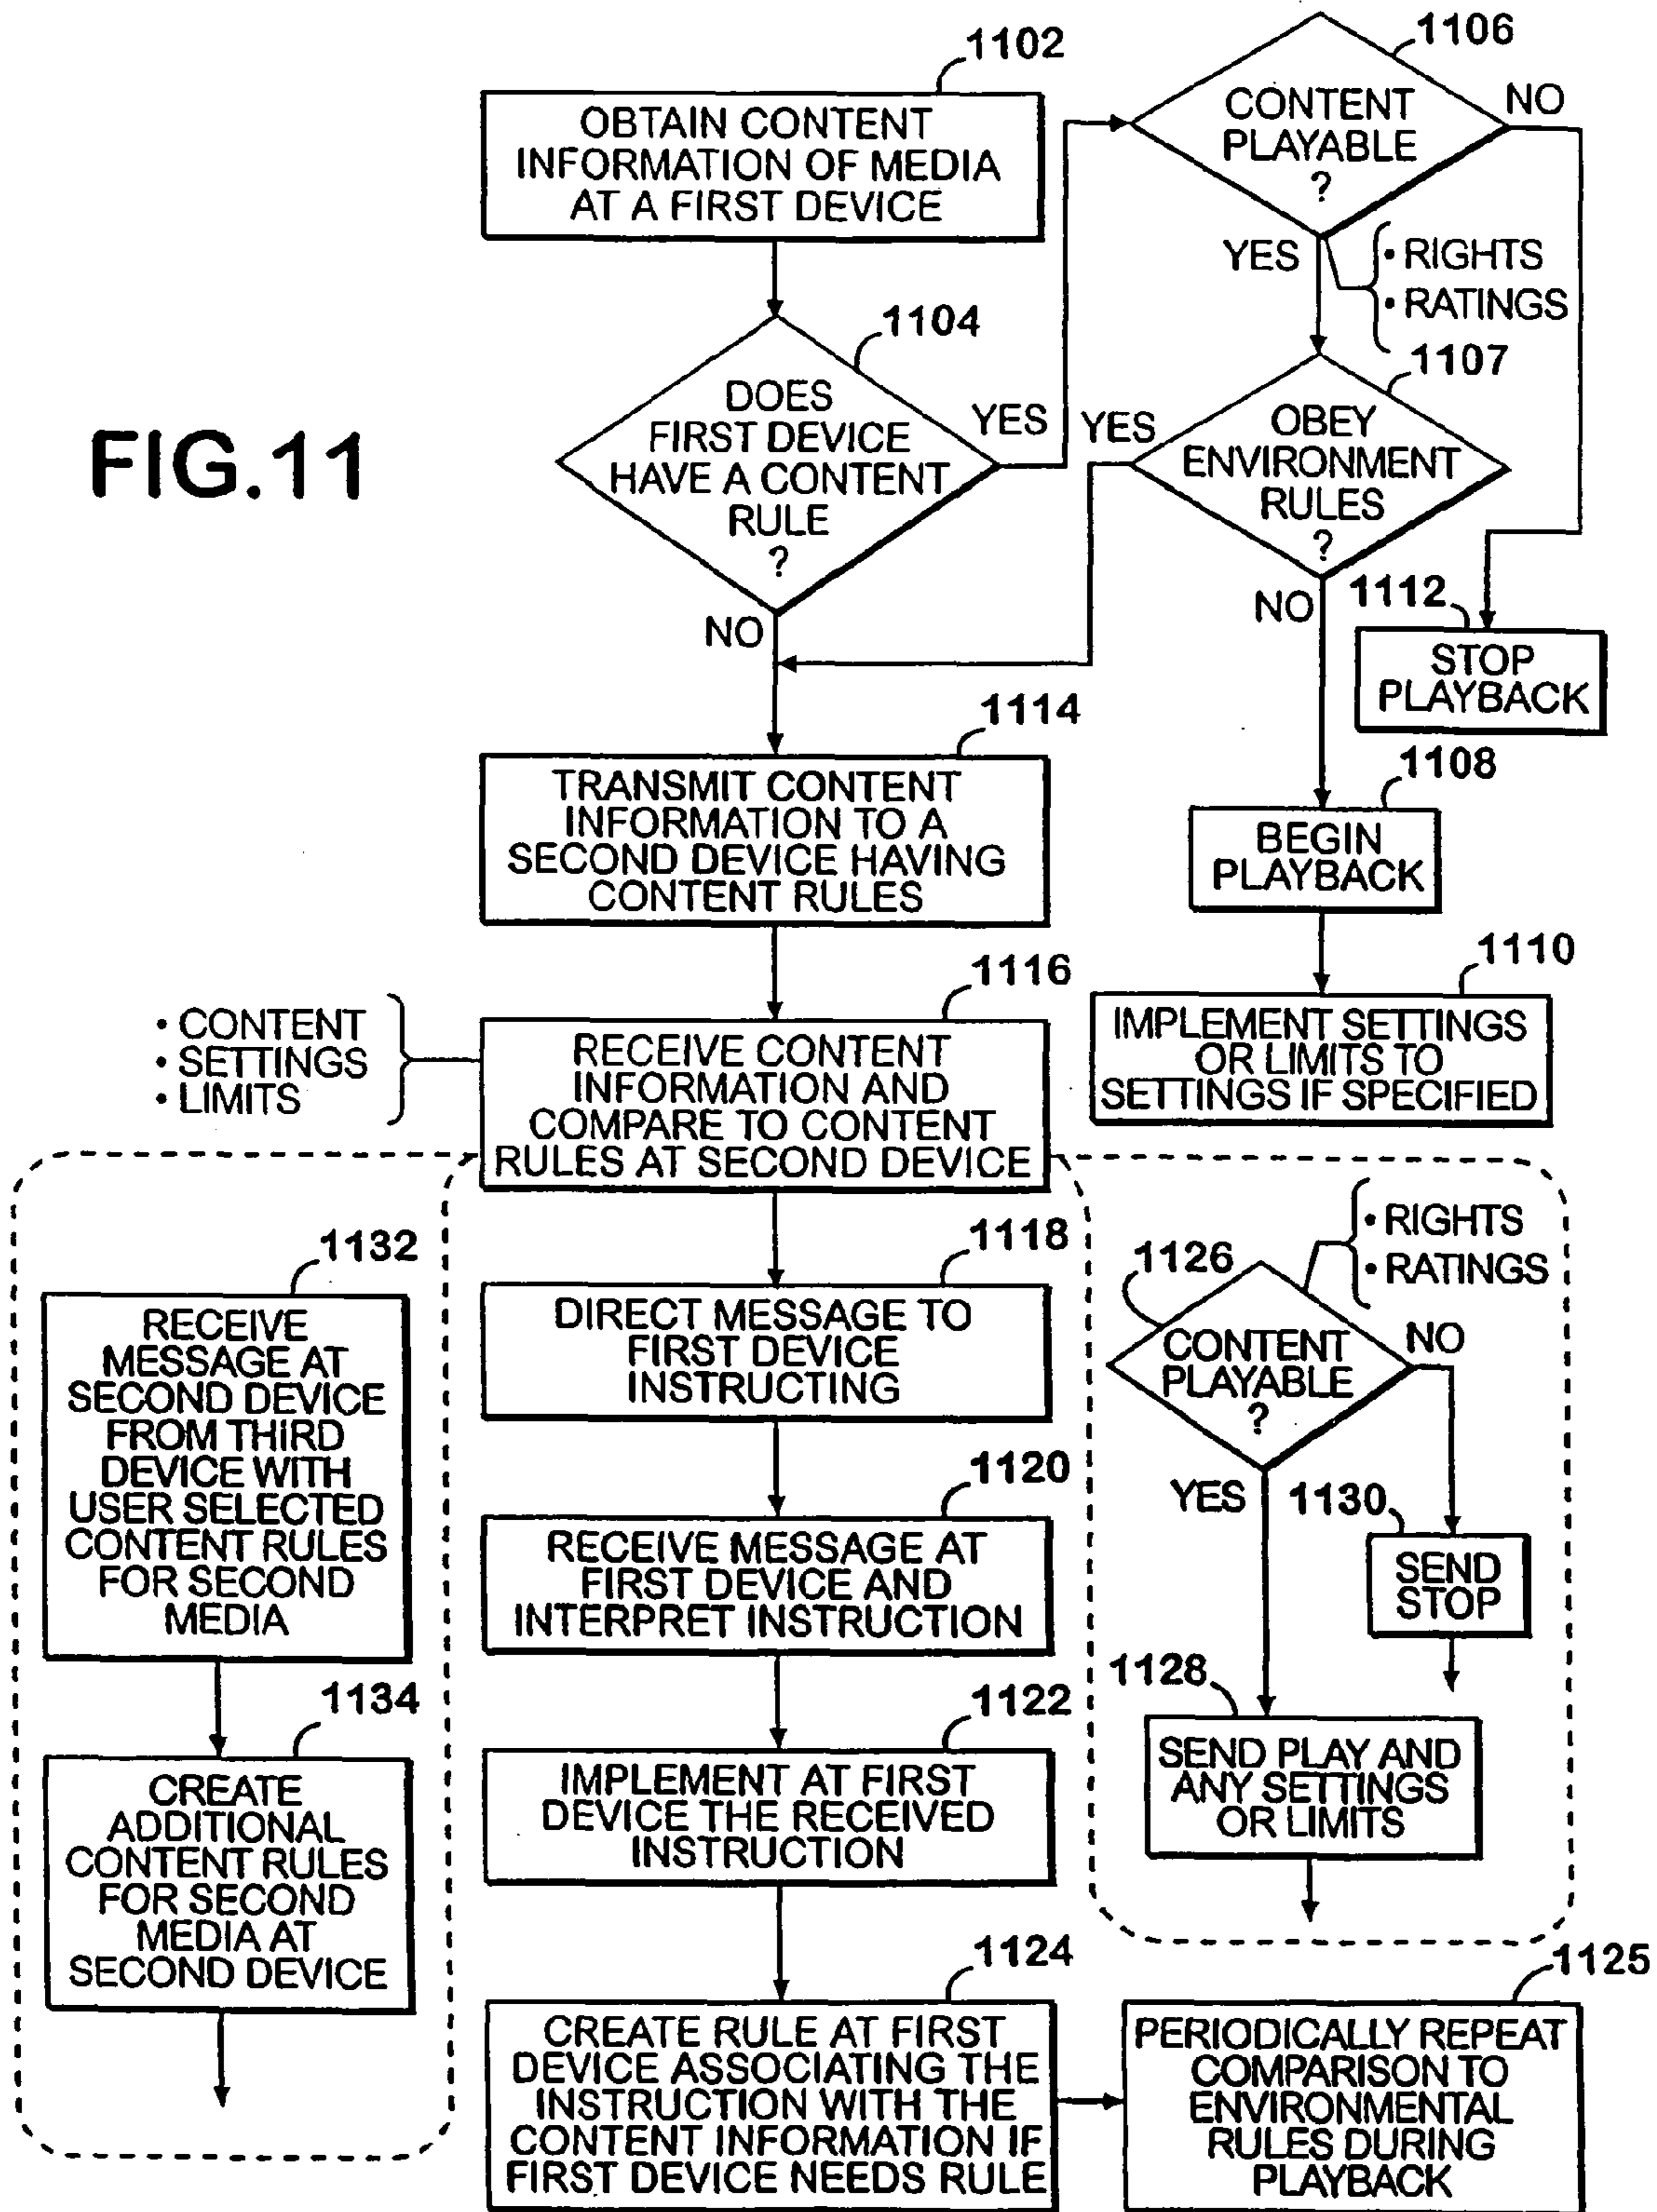 FIG.11
1102
OBTAIN CONTENT
INFORMATION OF MEDIA
AT A FIRST DEVICE
1104
DOES
FIRST DEVICE
HAVE A CONTENT
RULE
?
YES
NO
1106
CONTENT
PLAYABLE
?
NO
YES
• RIGHTS
• RATINGS
1107
OBEY
ENVIRONMENT
RULES
?
YES
NO
1112
STOP
PLAYBACK
1108
BEGIN
PLAYBACK
1110
IMPLEMENT SETTINGS
OR LIMITS TO
SETTINGS IF SPECIFIED
1114
TRANSMIT CONTENT
INFORMATION TO A
SECOND DEVICE HAVING
CONTENT RULES
1116
• CONTENT
• SETTINGS
• LIMITS
RECEIVE CONTENT
INFORMATION AND
COMPARE TO CONTENT
RULES AT SECOND DEVICE
1118
DIRECT MESSAGE TO
FIRST DEVICE
INSTRUCTING
1120
RECEIVE MESSAGE AT
FIRST DEVICE AND
INTERPRET INSTRUCTION
1122
IMPLEMENT AT FIRST
DEVICE THE RECEIVED
INSTRUCTION
1124
CREATE RULE AT FIRST
DEVICE ASSOCIATING THE
INSTRUCTION WITH THE
CONTENT INFORMATION IF
FIRST DEVICE NEEDS RULE
1125
PERIODICALLY REPEAT
COMPARISON TO
ENVIRONMENTAL
RULES DURING
PLAYBACK
1126
• RIGHTS
• RATINGS
CONTENT
PLAYABLE
?
NO
YES
1130
SEND
STOP
1128
SEND PLAY AND
ANY SETTINGS
OR LIMITS
1132
RECEIVE
MESSAGE AT
SECOND DEVICE
FROM THIRD
DEVICE WITH
USER SELECTED
CONTENT RULES
FOR SECOND
MEDIA
1134
CREATE
ADDITIONAL
CONTENT RULES
FOR SECOND
MEDIA AT
SECOND DEVICE